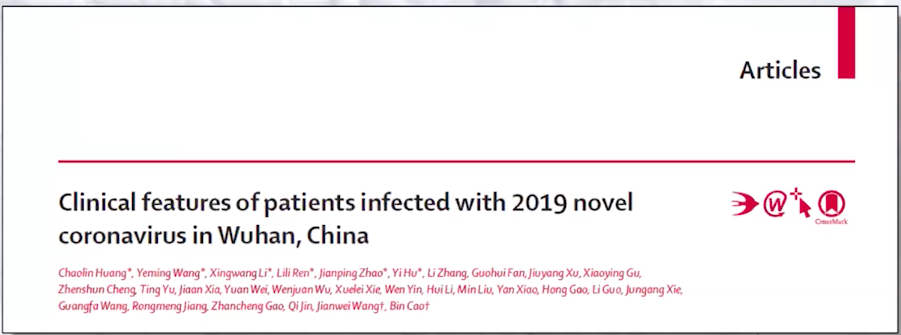 Articles
Clinical features of patients infected with 2019 novel
coronavirus in Wuhan, China
Chaolin Huang*, Yeming Wang*, Xingwang Li*, Lili Ren*, Jianping Zhao*, Yi Hu*, Li Zhang, Guohui Fan, Jiuyang Xu, Xiaoying Gu,
Zhenshun Cheng, Ting Yu, Jiaan Xia, Yuan Wei, Wenjuan Wu, Xuelei Xie, Wen Yin, Hui Li, Min Liu, Yan Xiao, Hong Gao, Li Guo, Jungang Xie,
Guangfa Wang, Rongmeng Jiang, Zhancheng Gao, Qi Jin, Jianwei Wang†, Bin Cao†
W
CrossMark